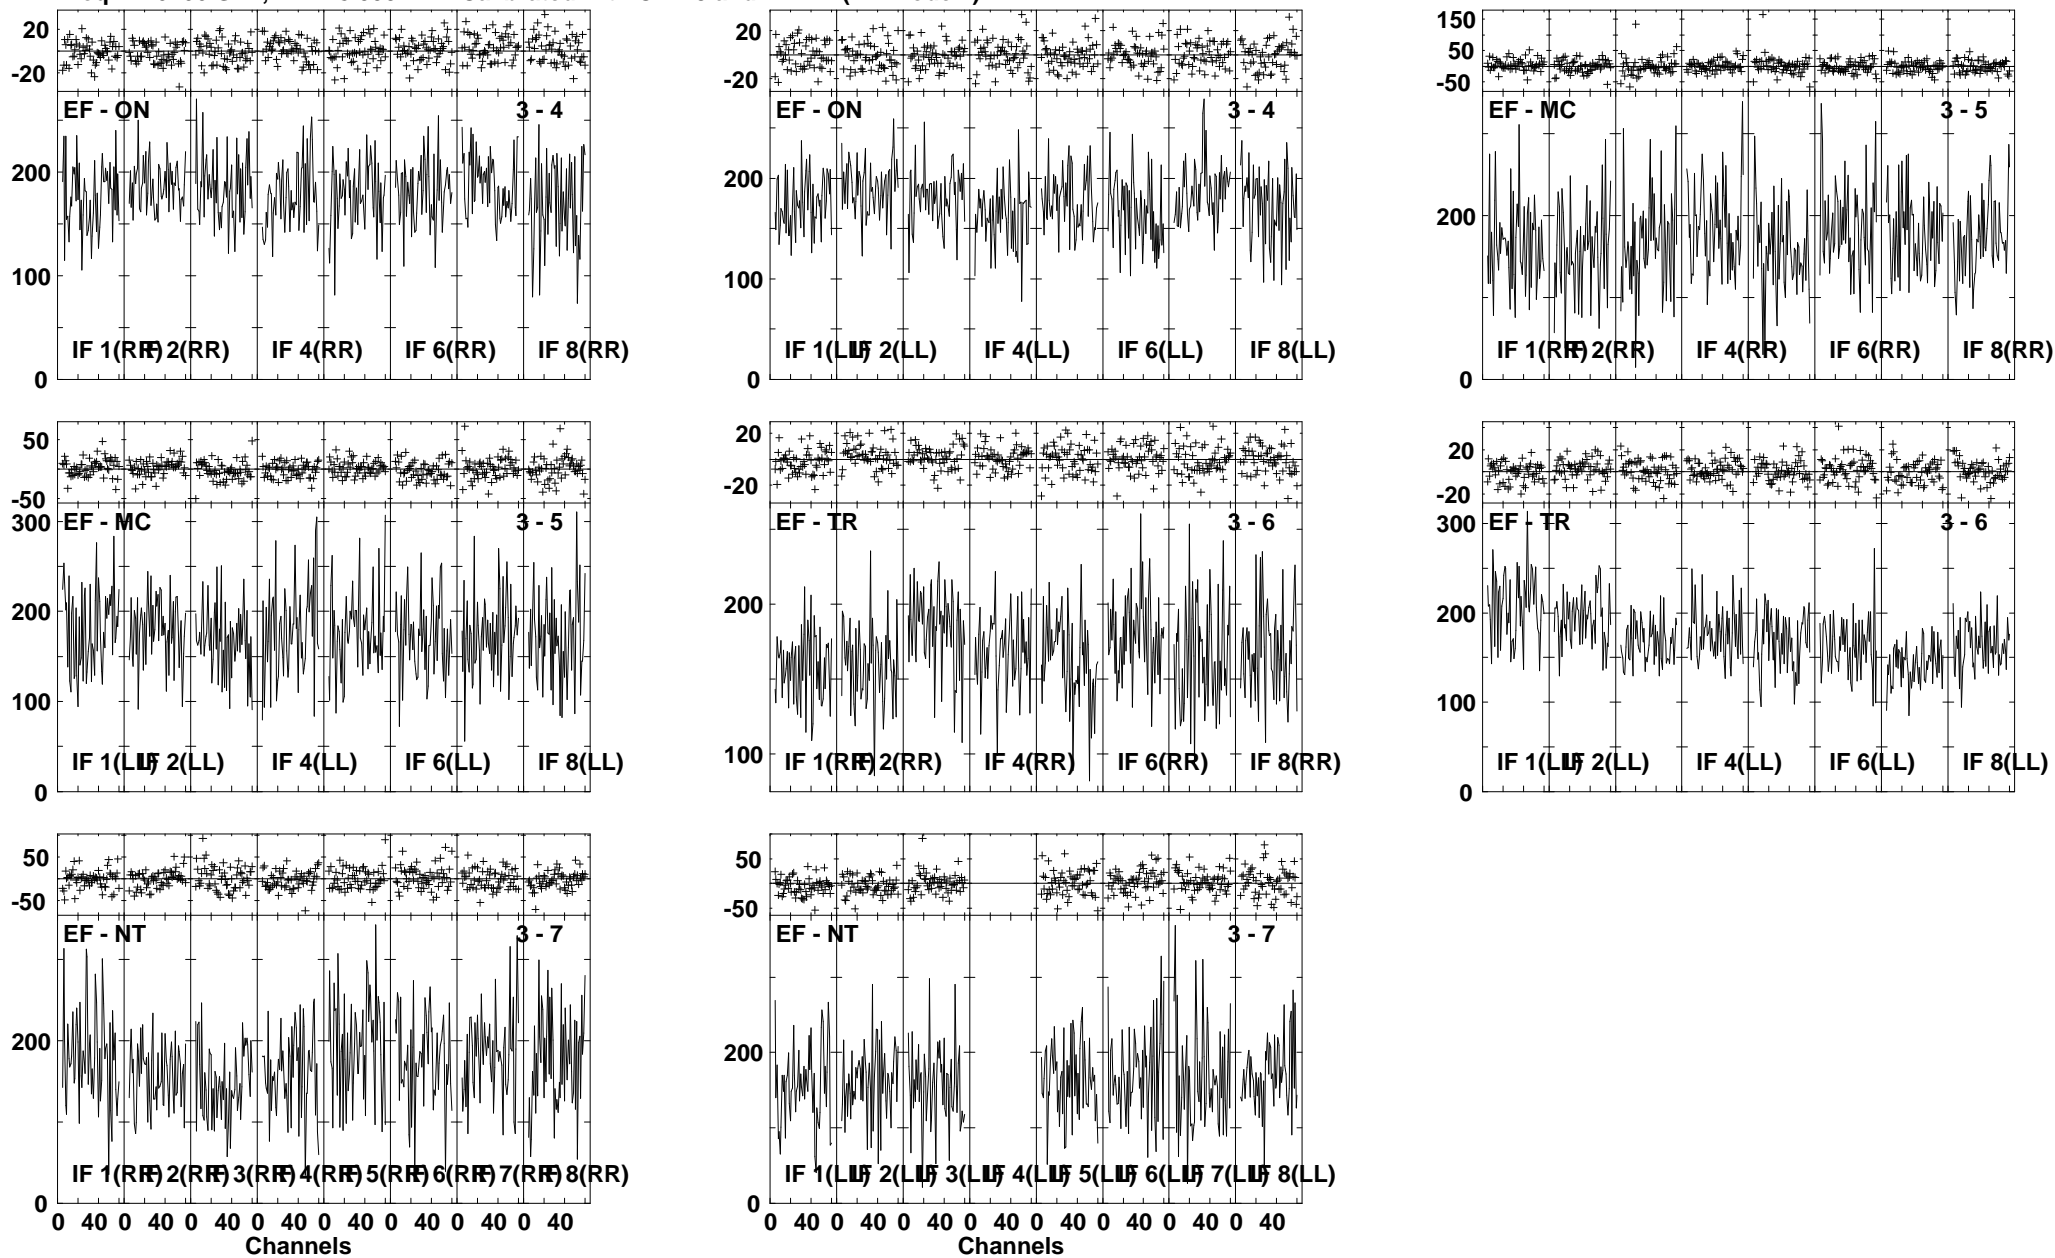 20
-20
EF - ON 3 - 4
200
100
IF 1(RR) IF 2(RR) IF 4(RR) IF 6(RR) IF 8(RR)
0
20
-20
EF - ON 3 - 4
200
100
IF 1(LL) IF 2(LL) IF 4(LL) IF 6(LL) IF 8(LL)
0
150
50
-50
EF - MC 3 - 5
200
IF 1(RR) IF 2(RR) IF 4(RR) IF 6(RR) IF 8(RR)
0
50
-50
300
EF - MC 3 - 5
200
100
IF 1(LL) IF 2(LL) IF 4(LL) IF 6(LL) IF 8(LL)
0
20
-20
EF - TR 3 - 6
200
100
IF 1(RR) IF 2(RR) IF 4(RR) IF 6(RR) IF 8(RR)
20
-20
300
EF - TR 3 - 6
200
100
IF 1(LL) IF 2(LL) IF 4(LL) IF 6(LL) IF 8(LL)
0
50
-50
EF - NT 3 - 7
200
IF 1(RR) IF 2(RR) IF 3(RR) IF 4(RR) IF 5(RR) IF 6(RR) IF 7(RR) IF 8(RR)
0
0 40 0 40 0 40 0 40 0 40 0 40 0 40 0 40
Channels
50
-50
EF - NT 3 - 7
200
IF 1(LL) IF 2(LL) IF 3(LL) IF 4(LL) IF 5(LL) IF 6(LL) IF 7(LL) IF 8(LL)
0
0 40 0 40 0 40 0 40 0 40 0 40 0 40 0 40
Channels